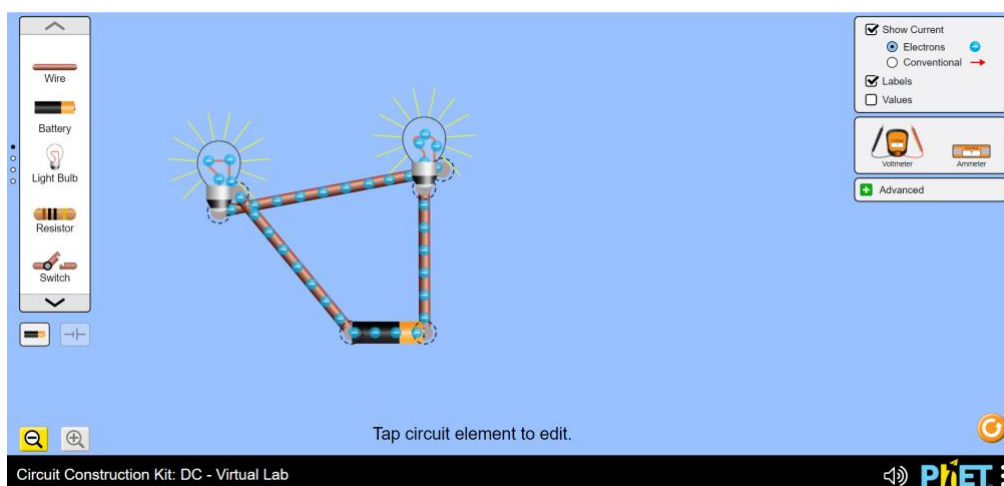 Wire
Battery
Light Bulb
Resistor
Switch
Show Current
Electrons
Conventional
Labels
Values
Voltmeter
Ammeter
Advanced
Tap circuit element to edit.
Circuit Construction Kit: DC - Virtual Lab
PhET